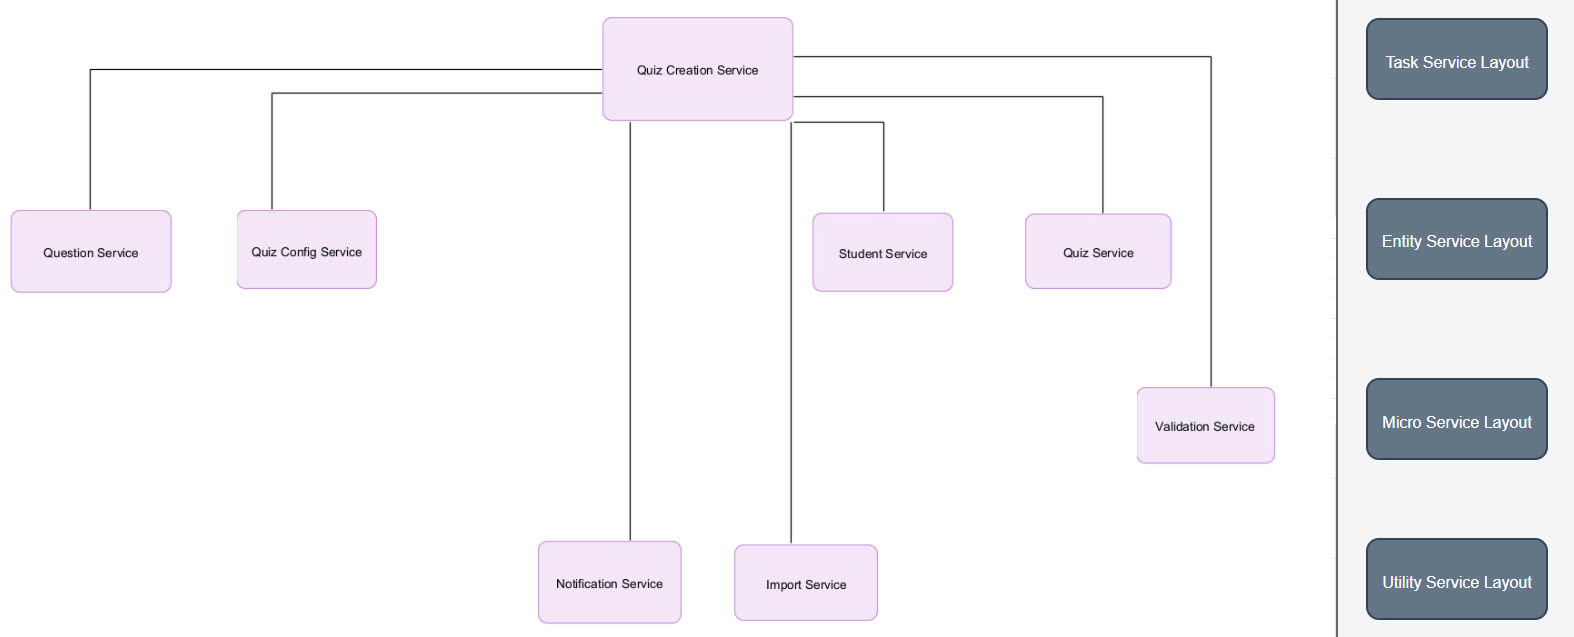 Quiz Creation Service
Task Service Layout
Question Service
Quiz Config Service
Student Service
Quiz Service
Entity Service Layout
Validation Service
Micro Service Layout
Notification Service
Import Service
Utility Service Layout